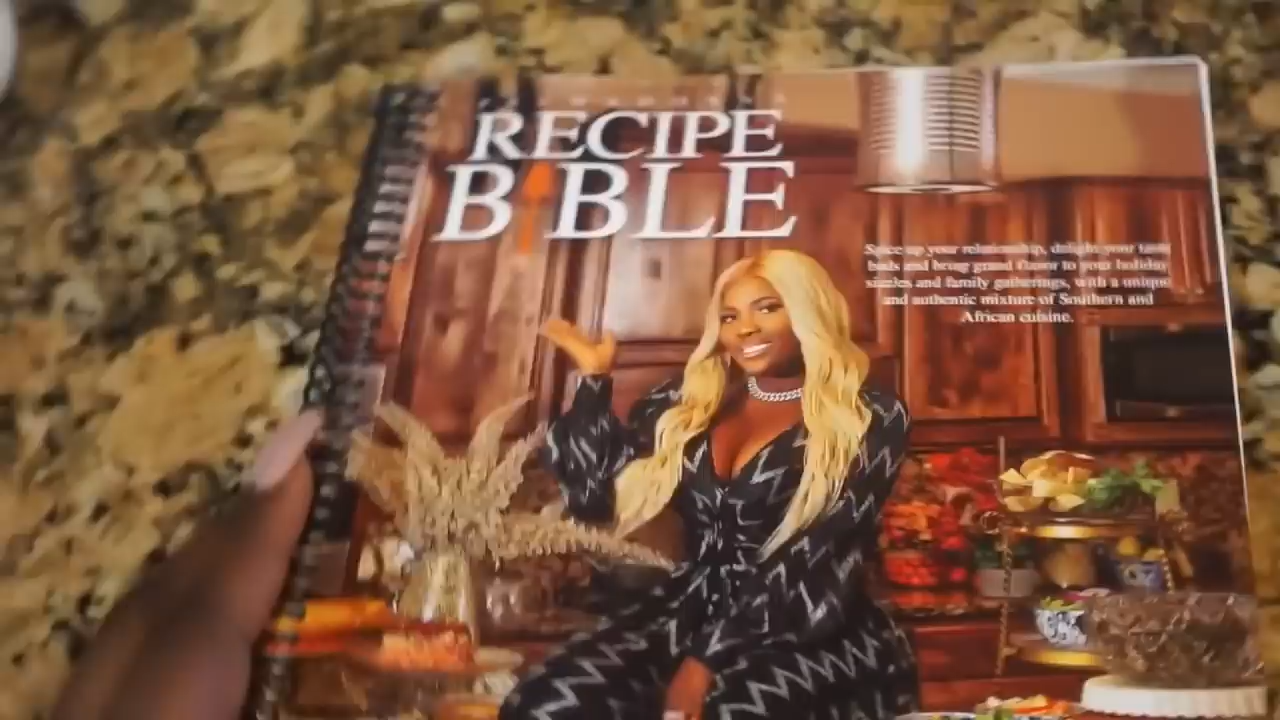 RECIPE
BIBLE
Spice up your relationship, delight your taste
buds and bring grand flavor to your holiday
sizzles and family gatherings, with a unique
and authentic mixture of Southern and
African cuisine.